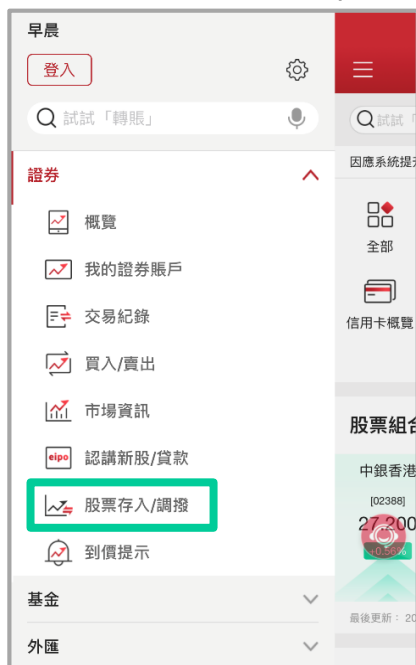 早晨
登入
試試「轉賬」
證券
概覽
我的證券賬戶
交易紀錄
買入/賣出
市場資訊
eipo 認購新股/貸款
股票存入/調撥
到價提示
基金
外匯
試試「
因應系統提
全部
信用卡概覽
股票組合
中銀香港
[02388]
27.200
+0.56%
最後更新： 20